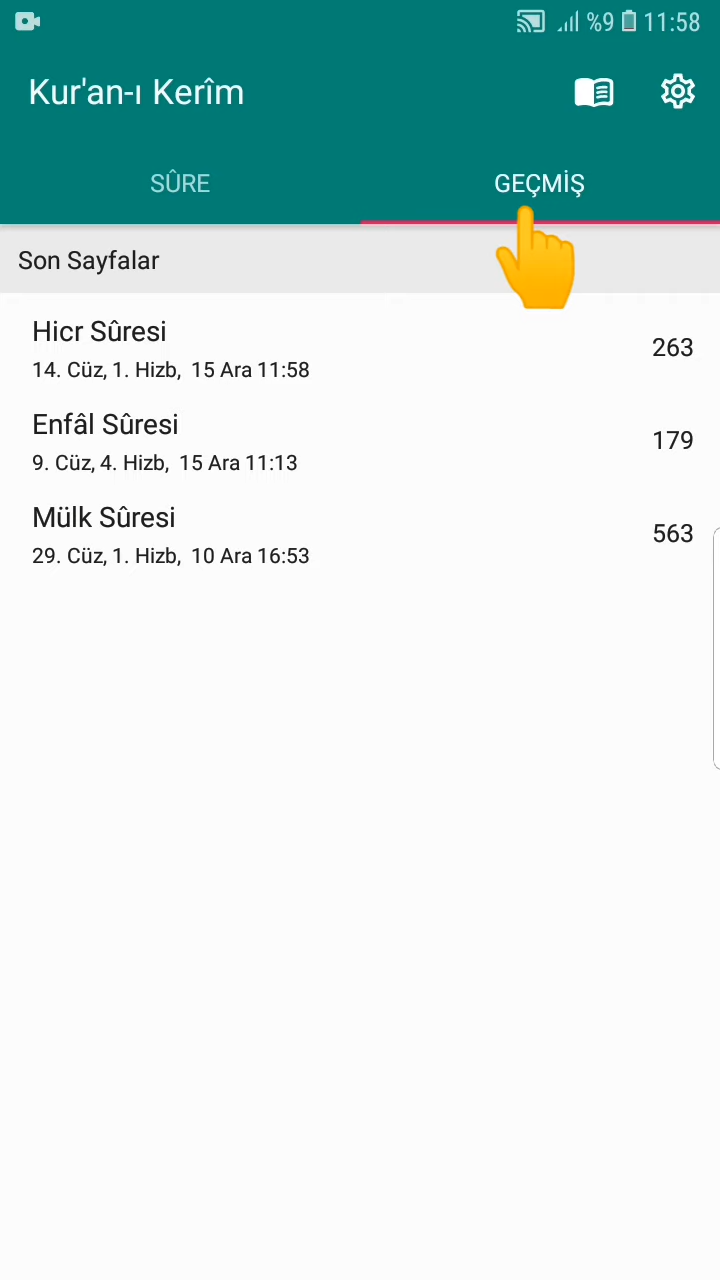 %9 11:58
Kur'an-ı Kerîm
SÛRE GEÇMİŞ
Son Sayfalar
Hicr Sûresi 263
14. Cüz, 1. Hizb, 15 Ara 11:58
Enfâl Sûresi 179
9. Cüz, 4. Hizb, 15 Ara 11:13
Mülk Sûresi 563
29. Cüz, 1. Hizb, 10 Ara 16:53